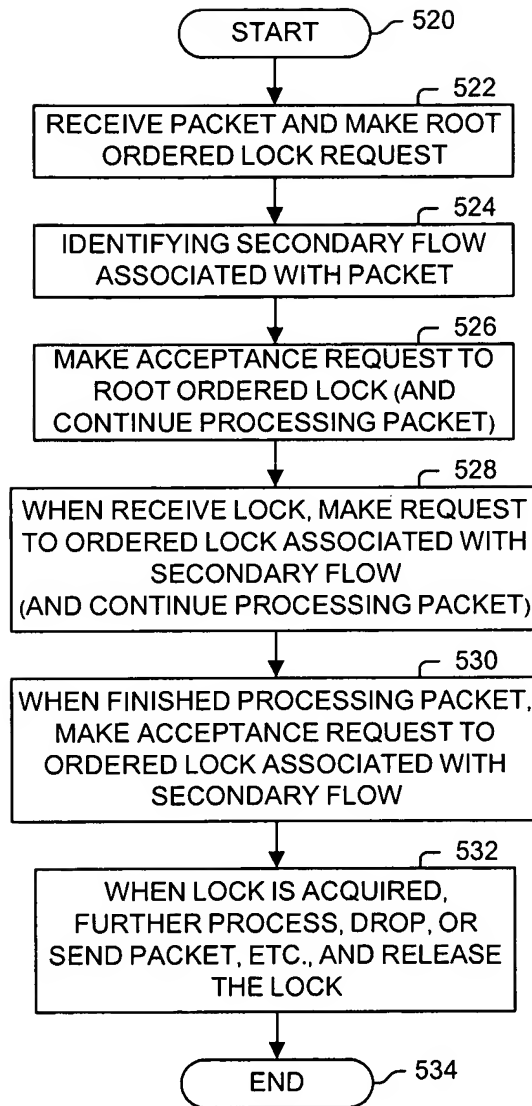 START
520
522
RECEIVE PACKET AND MAKE ROOT
ORDERED LOCK REQUEST
524
IDENTIFYING SECONDARY FLOW
ASSOCIATED WITH PACKET
526
MAKE ACCEPTANCE REQUEST TO
ROOT ORDERED LOCK (AND
CONTINUE PROCESSING PACKET)
528
WHEN RECEIVE LOCK, MAKE REQUEST
TO ORDERED LOCK ASSOCIATED WITH
SECONDARY FLOW
(AND CONTINUE PROCESSING PACKET)
530
WHEN FINISHED PROCESSING PACKET,
MAKE ACCEPTANCE REQUEST TO
ORDERED LOCK ASSOCIATED WITH
SECONDARY FLOW
532
WHEN LOCK IS ACQUIRED,
FURTHER PROCESS, DROP, OR
SEND PACKET, ETC., AND RELEASE
THE LOCK
END
534